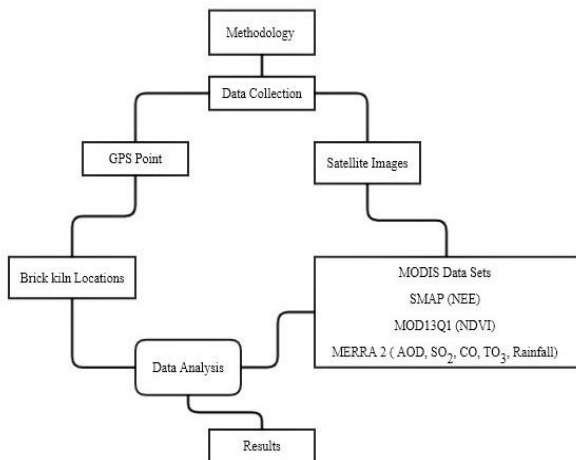 Methodology
Data Collection
GPS Point
Satellite Images
Brick kiln Locations
MODIS Data Sets
SMAP (NEE)
MOD13Q1 (NDVI)
MERRA 2 ( AOD, SO₂, CO, TO₃, Rainfall)
Data Analysis
Results